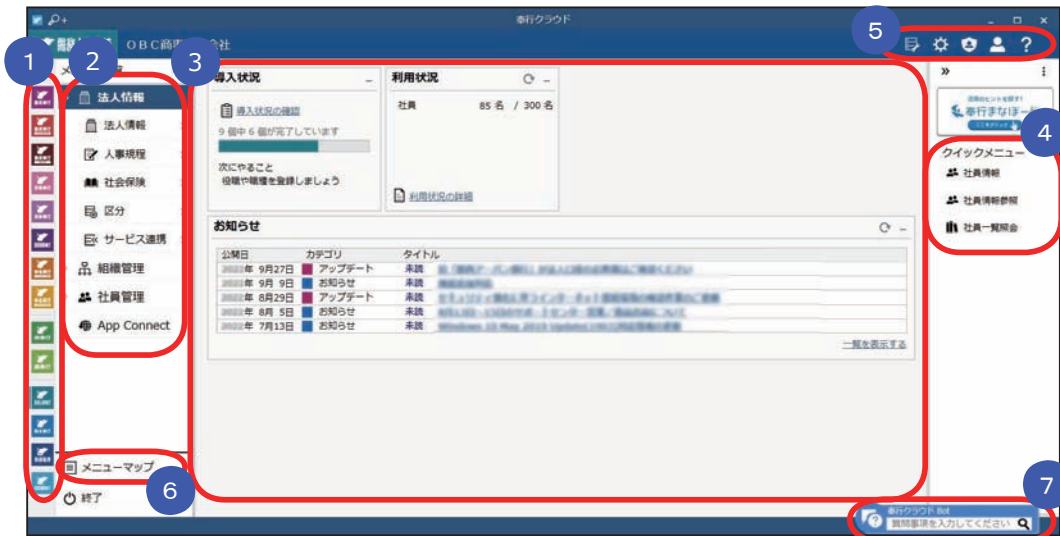 奉行クラウド
OBC商
会社
1
2
3
4
5
6
7
法人情報
法人情報
人事規程
社会保険
区分
サービス連携
組織管理
社員管理
App Connect
メニューマップ
終了
導入状況
導入状況の確認
9 個中 6 個が完了しています
次にやること
役職や職種を登録しましょう
利用状況
社員 85 名 / 300 名
利用状況の詳細
お知らせ
公開日 カテゴリ タイトル
年 9月27日 アップデート 未読
年 9月 9日 お知らせ 未読
年 8月29日 アップデート 未読
年 8月 5日 お知らせ 未読
年 7月13日 お知らせ 未読
一覧を表示する
奉行まなぼー
クイックメニュー
社員情報
社員情報参照
社員一覧照会
奉行クラウド Bot
質問事項を入力してください